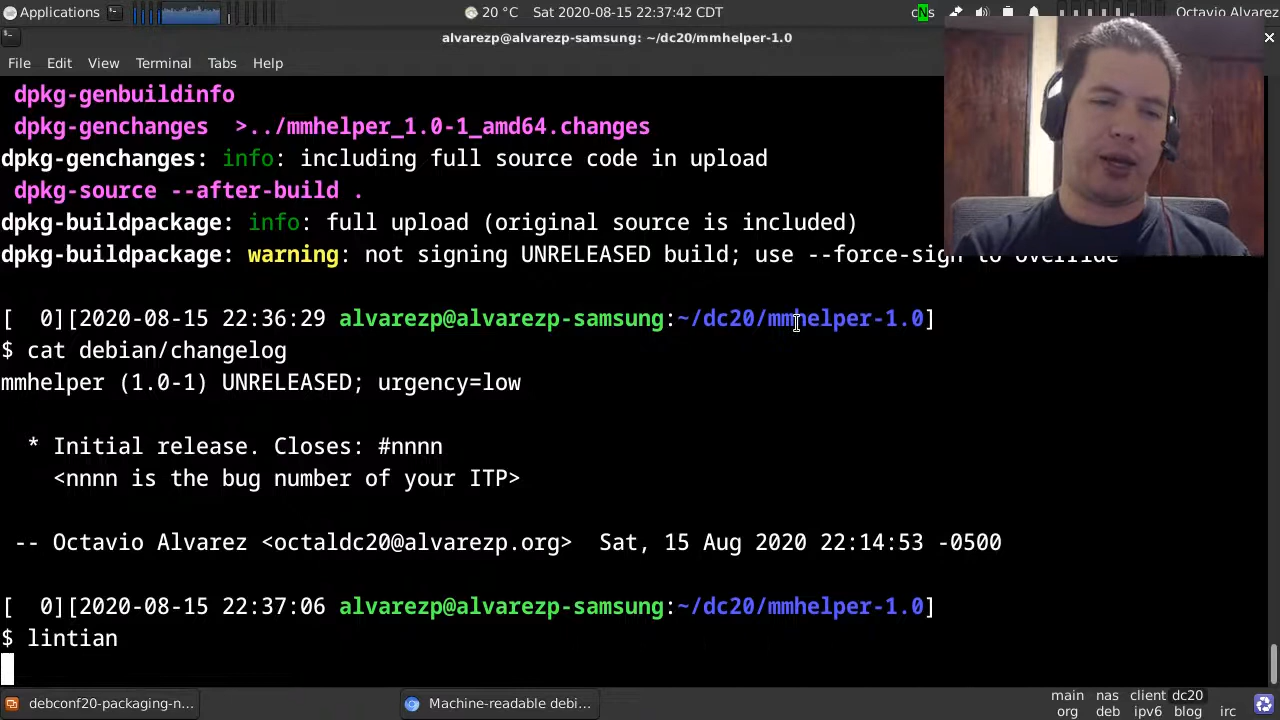 Applications
20 °C Sat 2020-08-15 22:37:42 CDT
cNs
Octavio Alvarez
alvarezp@alvarezp-samsung: ~/dc20/mmhelper-1.0
File Edit View Terminal Tabs Help
dpkg-genbuildinfo
dpkg-genchanges >../mmhelper_1.0-1_amd64.changes
dpkg-genchanges: info: including full source code in upload
dpkg-source --after-build .
dpkg-buildpackage: info: full upload (original source is included)
dpkg-buildpackage: warning: not signing UNRELEASED build; use --force-sign to override
[  0][2020-08-15 22:36:29 alvarezp@alvarezp-samsung:~/dc20/mmhelper-1.0]
$ cat debian/changelog
mmhelper (1.0-1) UNRELEASED; urgency=low
* Initial release. Closes: #nnnn
<nnnn is the bug number of your ITP>
-- Octavio Alvarez <octaldc20@alvarezp.org>  Sat, 15 Aug 2020 22:14:53 -0500
[  0][2020-08-15 22:37:06 alvarezp@alvarezp-samsung:~/dc20/mmhelper-1.0]
$ lintian
debconf20-packaging-n...
Machine-readable debi...
main nas client dc20
org deb ipv6 blog irc